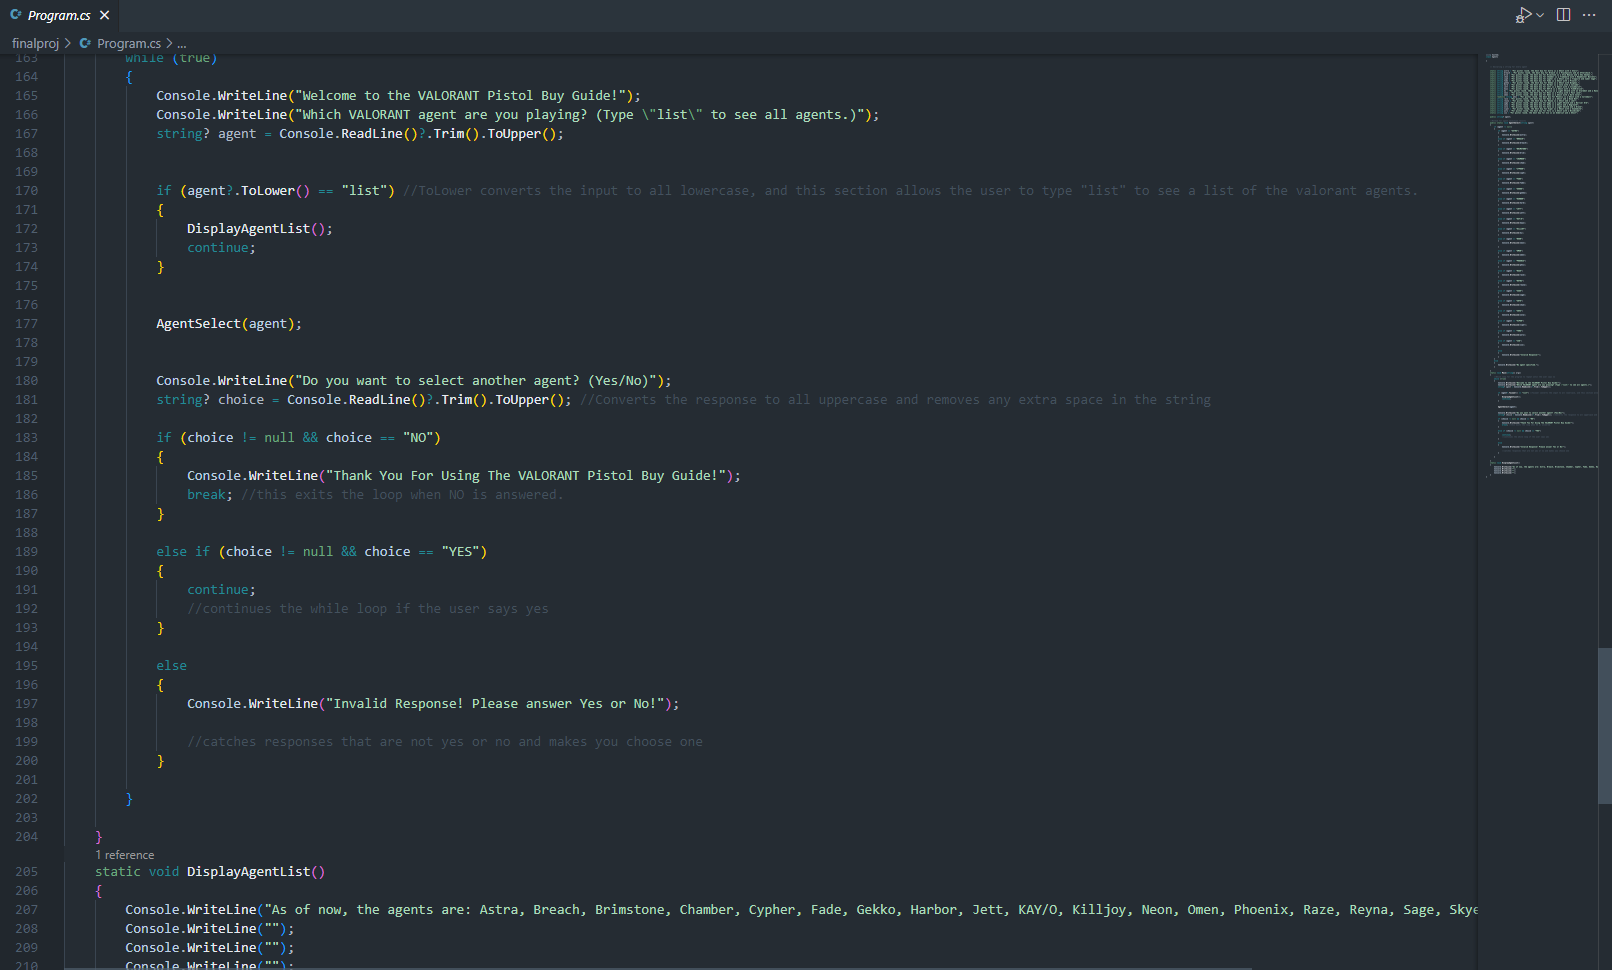 Program.cs
finalproj > Program.cs > ...
163 while (true)
164 {
165 Console.WriteLine("Welcome to the VALORANT Pistol Buy Guide!");
166 Console.WriteLine("Which VALORANT agent are you playing? (Type \"list\" to see all agents.)");
167 string? agent = Console.ReadLine()?.Trim().ToUpper();
168
169
170 if (agent?.ToLower() == "list") //ToLower converts the input to all lowercase, and this section allows the user to type "list" to see a list of the valorant agents.
171 {
172 DisplayAgentList();
173 continue;
174 }
175
176
177 AgentSelect(agent);
178
179
180 Console.WriteLine("Do you want to select another agent? (Yes/No)");
181 string? choice = Console.ReadLine()?.Trim().ToUpper(); //Converts the response to all uppercase and removes any extra space in the string
182
183 if (choice != null && choice == "NO")
184 {
185 Console.WriteLine("Thank You For Using The VALORANT Pistol Buy Guide!");
186 break; //this exits the loop when NO is answered.
187 }
188
189 else if (choice != null && choice == "YES")
190 {
191 continue;
192 //continues the while loop if the user says yes
193 }
194
195 else
196 {
197 Console.WriteLine("Invalid Response! Please answer Yes or No!");
198
199 //catches responses that are not yes or no and makes you choose one
200 }
201
202 }
203
204 }
1 reference
205 static void DisplayAgentList()
206 {
207 Console.WriteLine("As of now, the agents are: Astra, Breach, Brimstone, Chamber, Cypher, Fade, Gekko, Harbor, Jett, KAY/O, Killjoy, Neon, Omen, Phoenix, Raze, Reyna, Sage, Skye
208 Console.WriteLine("");
209 Console.WriteLine("");
210 Console.WriteLine("");